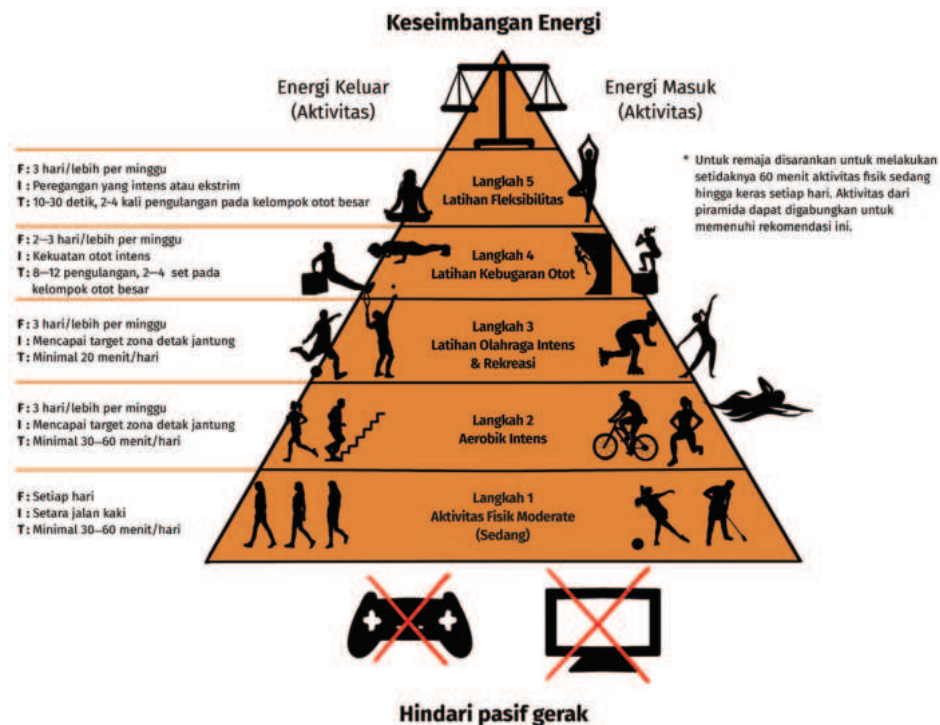 Keseimbangan Energi
Energi Keluar
(Aktivitas)
Energi Masuk
(Aktivitas)
F : 3 hari/lebih per minggu
I : Peregangan yang intens atau ekstrim
T: 10-30 detik, 2-4 kali pengulangan pada kelompok otot besar
Langkah 5
Latihan Fleksibilitas
* Untuk remaja disarankan untuk melakukan
setidaknya 60 menit aktivitas fisik sedang
hingga keras setiap hari. Aktivitas dari
piramida dapat digabungkan untuk
memenuhi rekomendasi ini.
F : 2—3 hari/lebih per minggu
I : Kekuatan otot intens
T : 8—12 pengulangan, 2—4 set pada
kelompok otot besar
Langkah 4
Latihan Kebugaran Otot
F : 3 hari/lebih per minggu
I : Mencapai target zona detak jantung
T : Minimal 20 menit/hari
Langkah 3
Latihan Olahraga Intens
& Rekreasi
F : 3 hari/lebih per minggu
I : Mencapai target zona detak jantung
T : Minimal 30—60 menit/hari
Langkah 2
Aerobik Intens
F : Setiap hari
I : Setara jalan kaki
T : Minimal 30—60 menit/hari
Langkah 1
Aktivitas Fisik Moderate
(Sedang)
Hindari pasif gerak